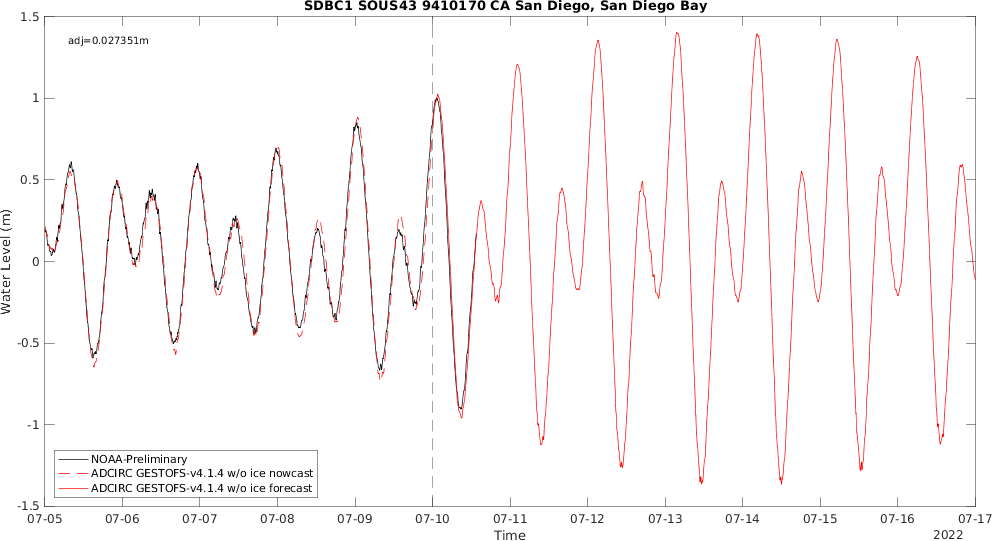 SDBC1 SOUS43 9410170 CA San Diego, San Diego Bay
adj=0.027351m
1.5
1
0.5
0
-0.5
-1
-1.5
Water Level (m)
NOAA-Preliminary
ADCIRC GESTOFS-v4.1.4 w/o ice nowcast
ADCIRC GESTOFS-v4.1.4 w/o ice forecast
07-05 07-06 07-07 07-08 07-09 07-10 07-11 07-12 07-13 07-14 07-15 07-16 07-17
Time
2022